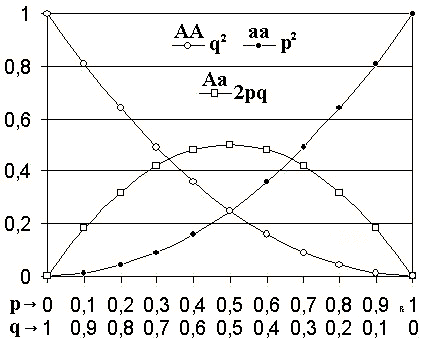 AA q² aa p²
Aa 2pq
1
0,8
0,6
0,4
0,2
0
p → 0 0,1 0,2 0,3 0,4 0,5 0,6 0,7 0,8 0,9 1
q → 1 0,9 0,8 0,7 0,6 0,5 0,4 0,3 0,2 0,1 0